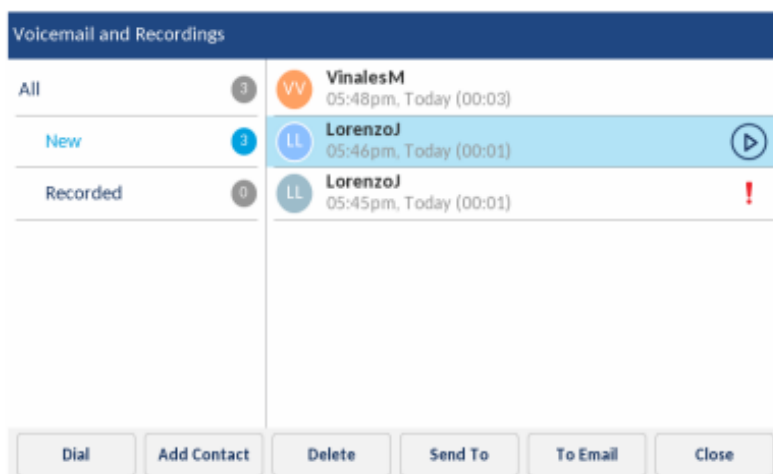 Voicemail and Recordings
All 3
New 3
Recorded 0
VV VinalesM
05:48pm, Today (00:03)
LL LorenzoJ
05:46pm, Today (00:01)
LL LorenzoJ
05:45pm, Today (00:01) !
Dial Add Contact Delete Send To To Email Close